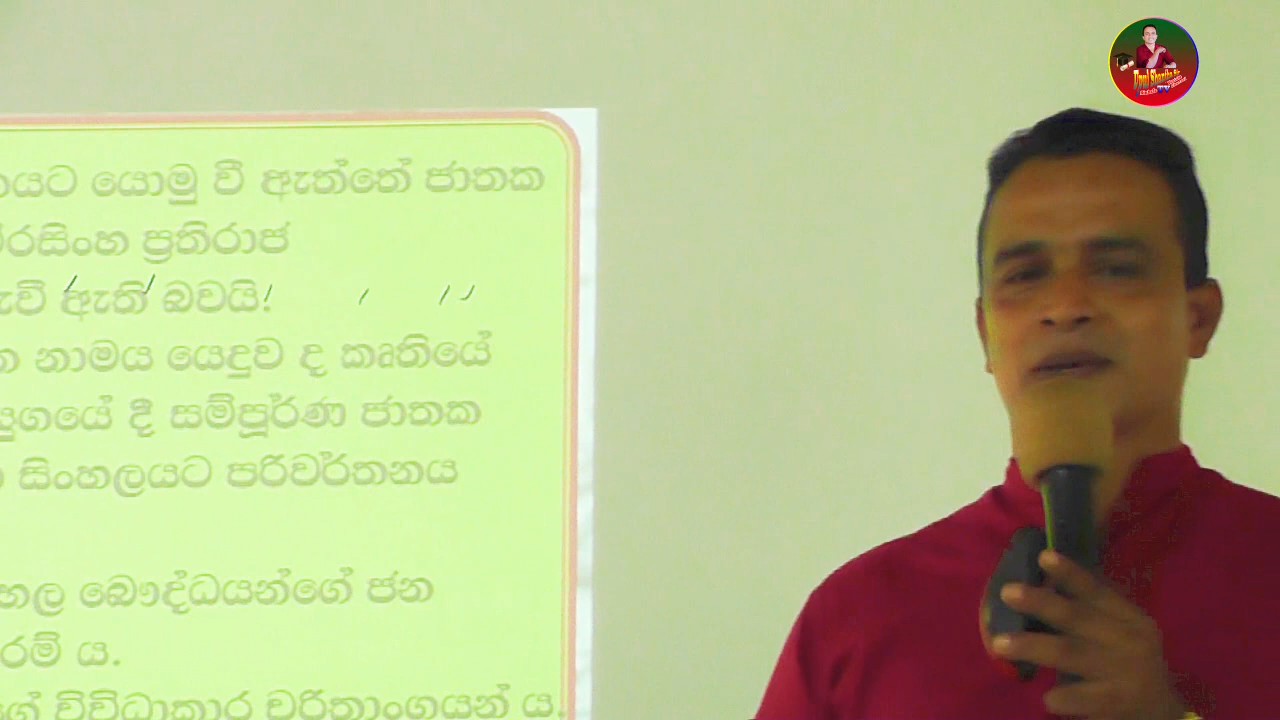 යට යොමු වී ඇත්තේ ජාතක
රසිංහ ප්‍රතිරාජ
ඇති බවයි!
නාමය යෙදුව ද කෘතියේ
යුගයේ දී සම්පූර්ණ ජාතක
සිංහලයට පරිවර්තනය
හල බෞද්ධයන්ගේ ජන
රම් ය.
ගේ විවිධාකාර චරිතාංගයන් ය.